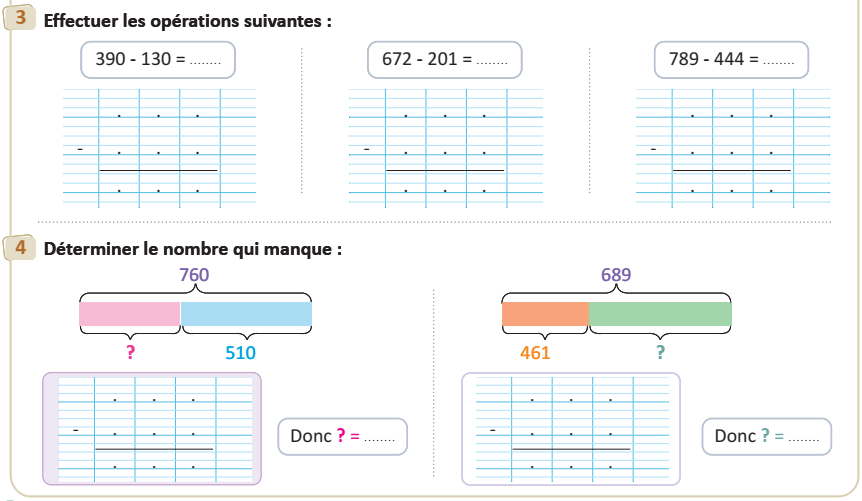 3 Effectuer les opérations suivantes :
390 - 130 = ........
672 - 201 = ........
789 - 444 = ........
. . .
- . . .
. . .
. . .
- . . .
. . .
. . .
- . . .
. . .
4 Déterminer le nombre qui manque :
760
? 510
. . .
- . . .
. . .
Donc ? = ........
689
461 ?
. . .
- . . .
. . .
Donc ? = ........